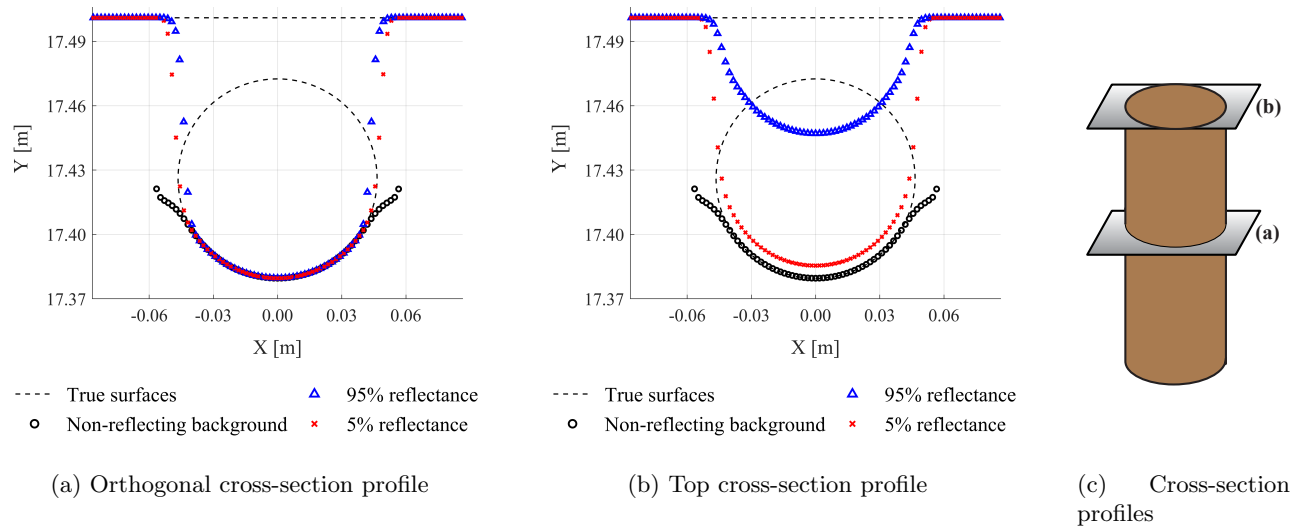 17.49
17.46
17.43
17.40
17.37
Y [m]
-0.06 -0.03 0.00 0.03 0.06
X [m]
True surfaces
95% reflectance
Non-reflecting background
5% reflectance
(a) Orthogonal cross-section profile
17.49
17.46
17.43
17.40
17.37
Y [m]
-0.06 -0.03 0.00 0.03 0.06
X [m]
True surfaces
95% reflectance
Non-reflecting background
5% reflectance
(b) Top cross-section profile
(b)
(a)
(c) Cross-section
profiles